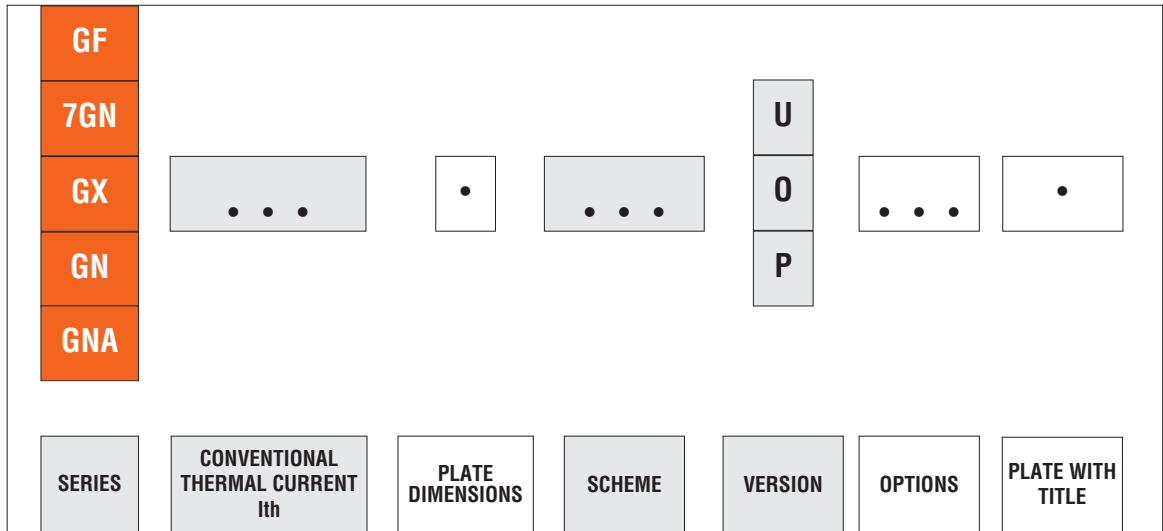 GF
7GN
GX
GN
GNA
• • •
•
• • •
U
O
P
• • •
•
SERIES
CONVENTIONAL
THERMAL CURRENT
Ith
PLATE
DIMENSIONS
SCHEME
VERSION
OPTIONS
PLATE WITH
TITLE